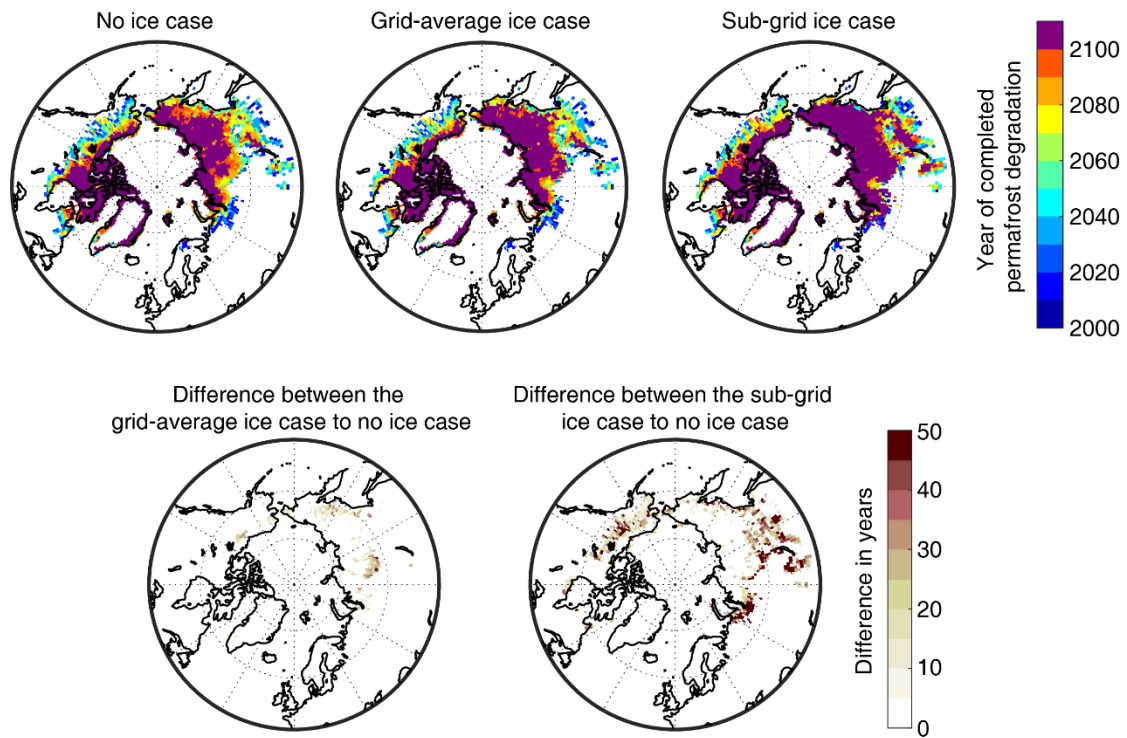 No ice case
Grid-average ice case
Sub-grid ice case
2100
2080
2060
2040
2020
2000
Year of completed
permafrost degradation
Difference between the
grid-average ice case to no ice case
Difference between the sub-grid
ice case to no ice case
50
40
30
20
10
0
Difference in years